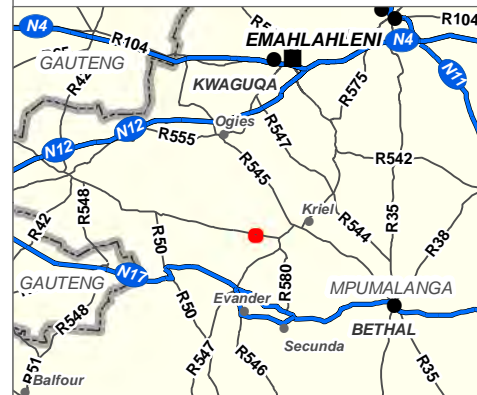 N4
R104
R104
EMAHLAHLENI
N4
GAUTENG
KWAGUQA
R575
N11
N12
R555
Ogies
R547
N12
R542
R545
R548
Kriel
R42
R50
R544
R35
R38
GAUTENG
N17
R580
MPUMALANGA
R548
R50
Evander
BETHAL
Secunda
R547
R546
R51
R35
Balfour